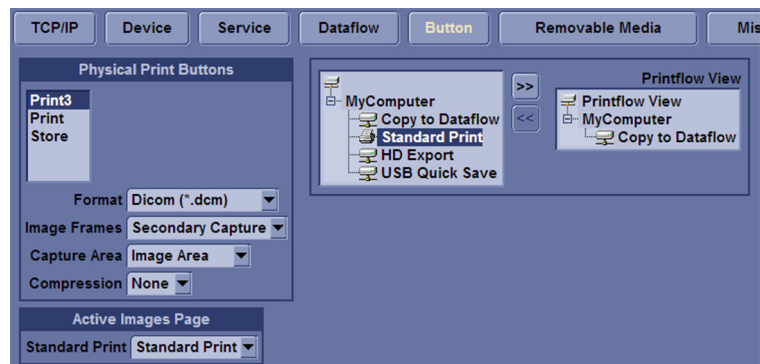 TCP/IP Device Service Dataflow Button Removable Media Mis
Physical Print Buttons
Print3
Print
Store
Format Dicom (*.dcm)
Image Frames Secondary Capture
Capture Area Image Area
Compression None
Active Images Page
Standard Print Standard Print
MyComputer
Copy to Dataflow
Standard Print
HD Export
USB Quick Save
>>
<<
Printflow View
Printflow View
MyComputer
Copy to Dataflow